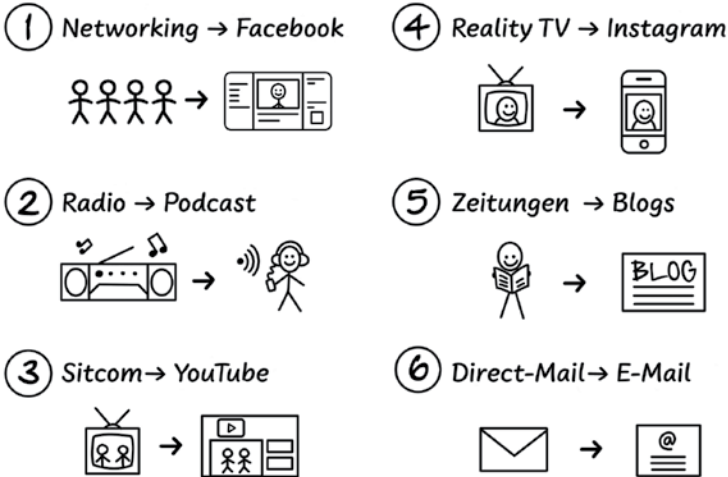 1 Networking → Facebook
2 Radio → Podcast
3 Sitcom → YouTube
4 Reality TV → Instagram
5 Zeitungen → Blogs
BLOG
6 Direct-Mail → E-Mail
@